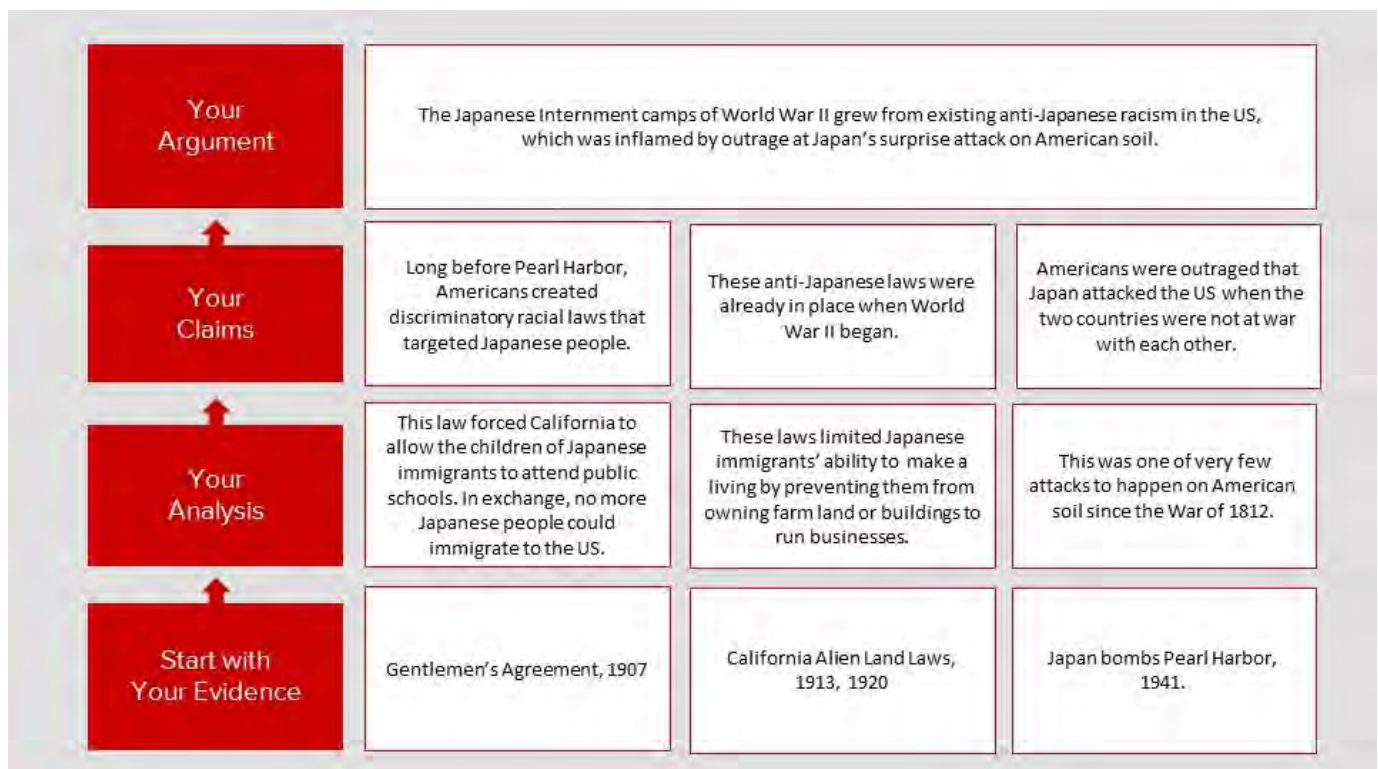 Your
Argument
The Japanese Internment camps of World War II grew from existing anti-Japanese racism in the US,
which was inflamed by outrage at Japan's surprise attack on American soil.
Your
Claims
Long before Pearl Harbor,
Americans created
discriminatory racial laws that
targeted Japanese people.
These anti-Japanese laws were
already in place when World
War II began.
Americans were outraged that
Japan attacked the US when the
two countries were not at war
with each other.
Your
Analysis
This law forced California to
allow the children of Japanese
immigrants to attend public
schools. In exchange, no more
Japanese people could
immigrate to the US.
These laws limited Japanese
immigrants' ability to make a
living by preventing them from
owning farm land or buildings to
run businesses.
This was one of very few
attacks to happen on American
soil since the War of 1812.
Start with
Your Evidence
Gentlemen's Agreement, 1907
California Alien Land Laws,
1913, 1920
Japan bombs Pearl Harbor,
1941.